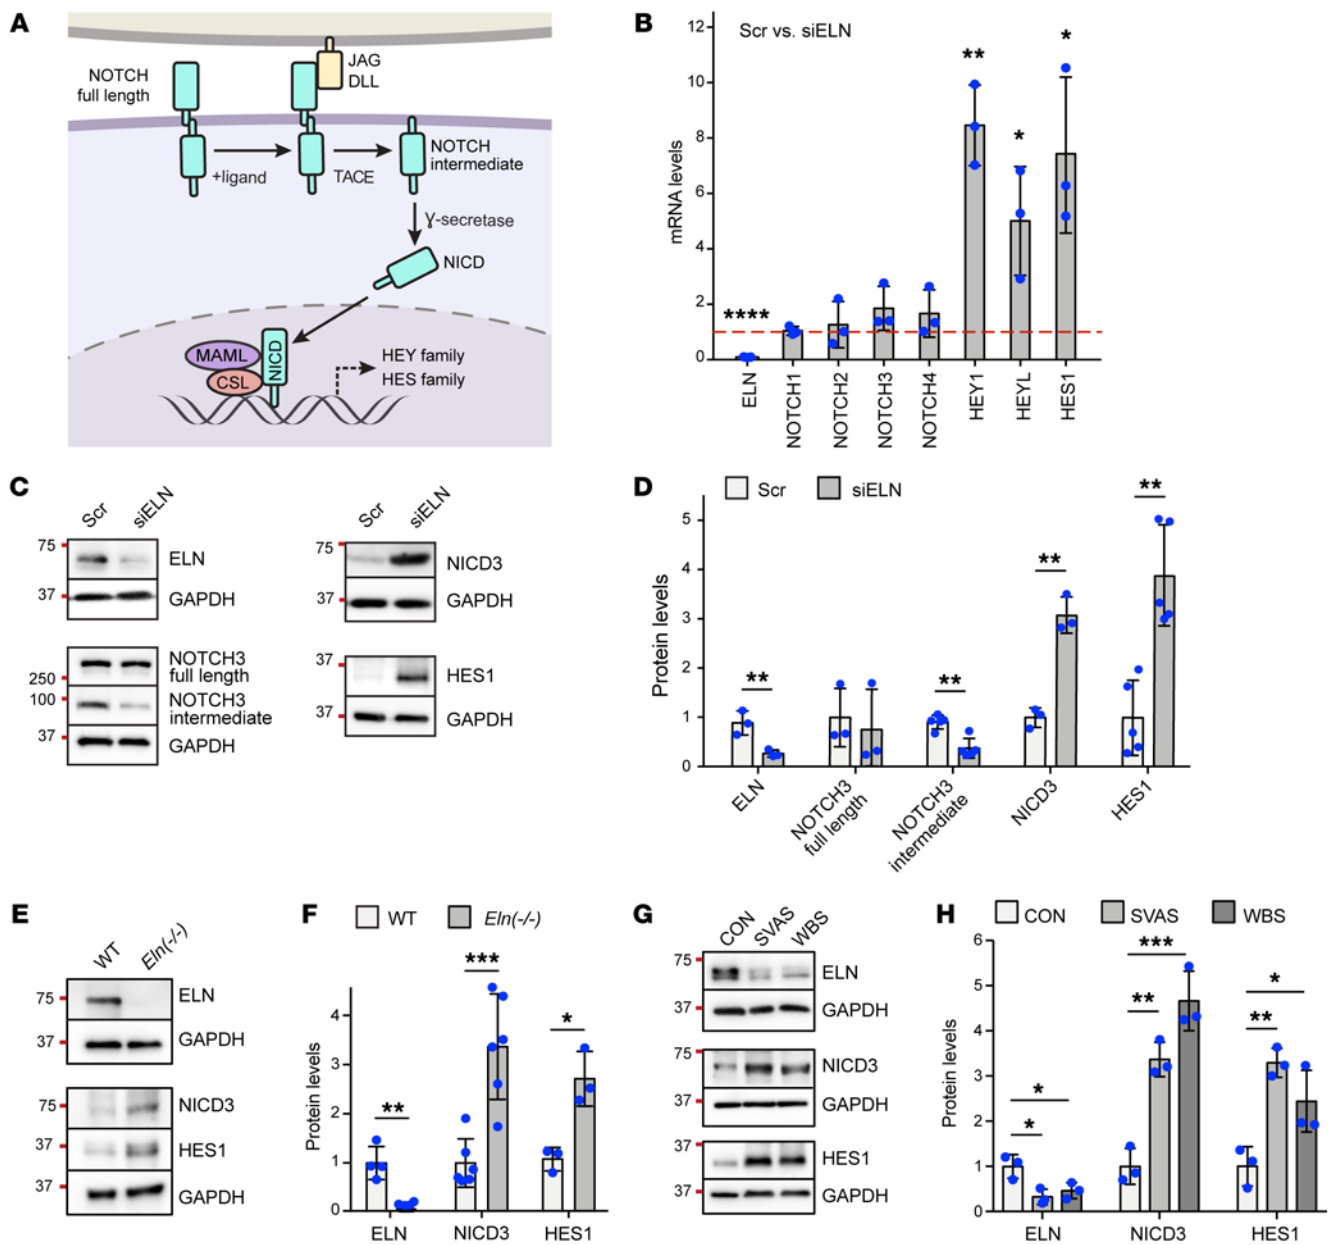 A
NOTCH
full length
JAG
DLL
+ligand
TACE
NOTCH
intermediate
γ-secretase
NICD
MAML
CSL
NICD
HEY family
HES family
B
Scr vs. siELN
mRNA levels
12
10
8
6
4
2
0
****
**
*
*
ELN
NOTCH1
NOTCH2
NOTCH3
NOTCH4
HEY1
HEYL
HES1
C
Scr
siELN
75
ELN
37
GAPDH
NOTCH3
full length
250
100
NOTCH3
intermediate
37
GAPDH
Scr
siELN
75
NICD3
37
GAPDH
37
HES1
37
GAPDH
D
Scr
siELN
Protein levels
5
4
3
2
1
0
**
**
**
**
ELN
NOTCH3
full length
NOTCH3
intermediate
NICD3
HES1
E
WT
Eln(-/-)
75
ELN
37
GAPDH
75
NICD3
37
HES1
37
GAPDH
F
WT
Eln(-/-)
Protein levels
4
3
2
1
0
**
***
*
ELN
NICD3
HES1
G
CON
SVAS
WBS
75
ELN
37
GAPDH
75
NICD3
37
GAPDH
37
HES1
37
GAPDH
H
CON
SVAS
WBS
Protein levels
6
5
4
3
2
1
0
*
*
***
**
*
**
ELN
NICD3
HES1